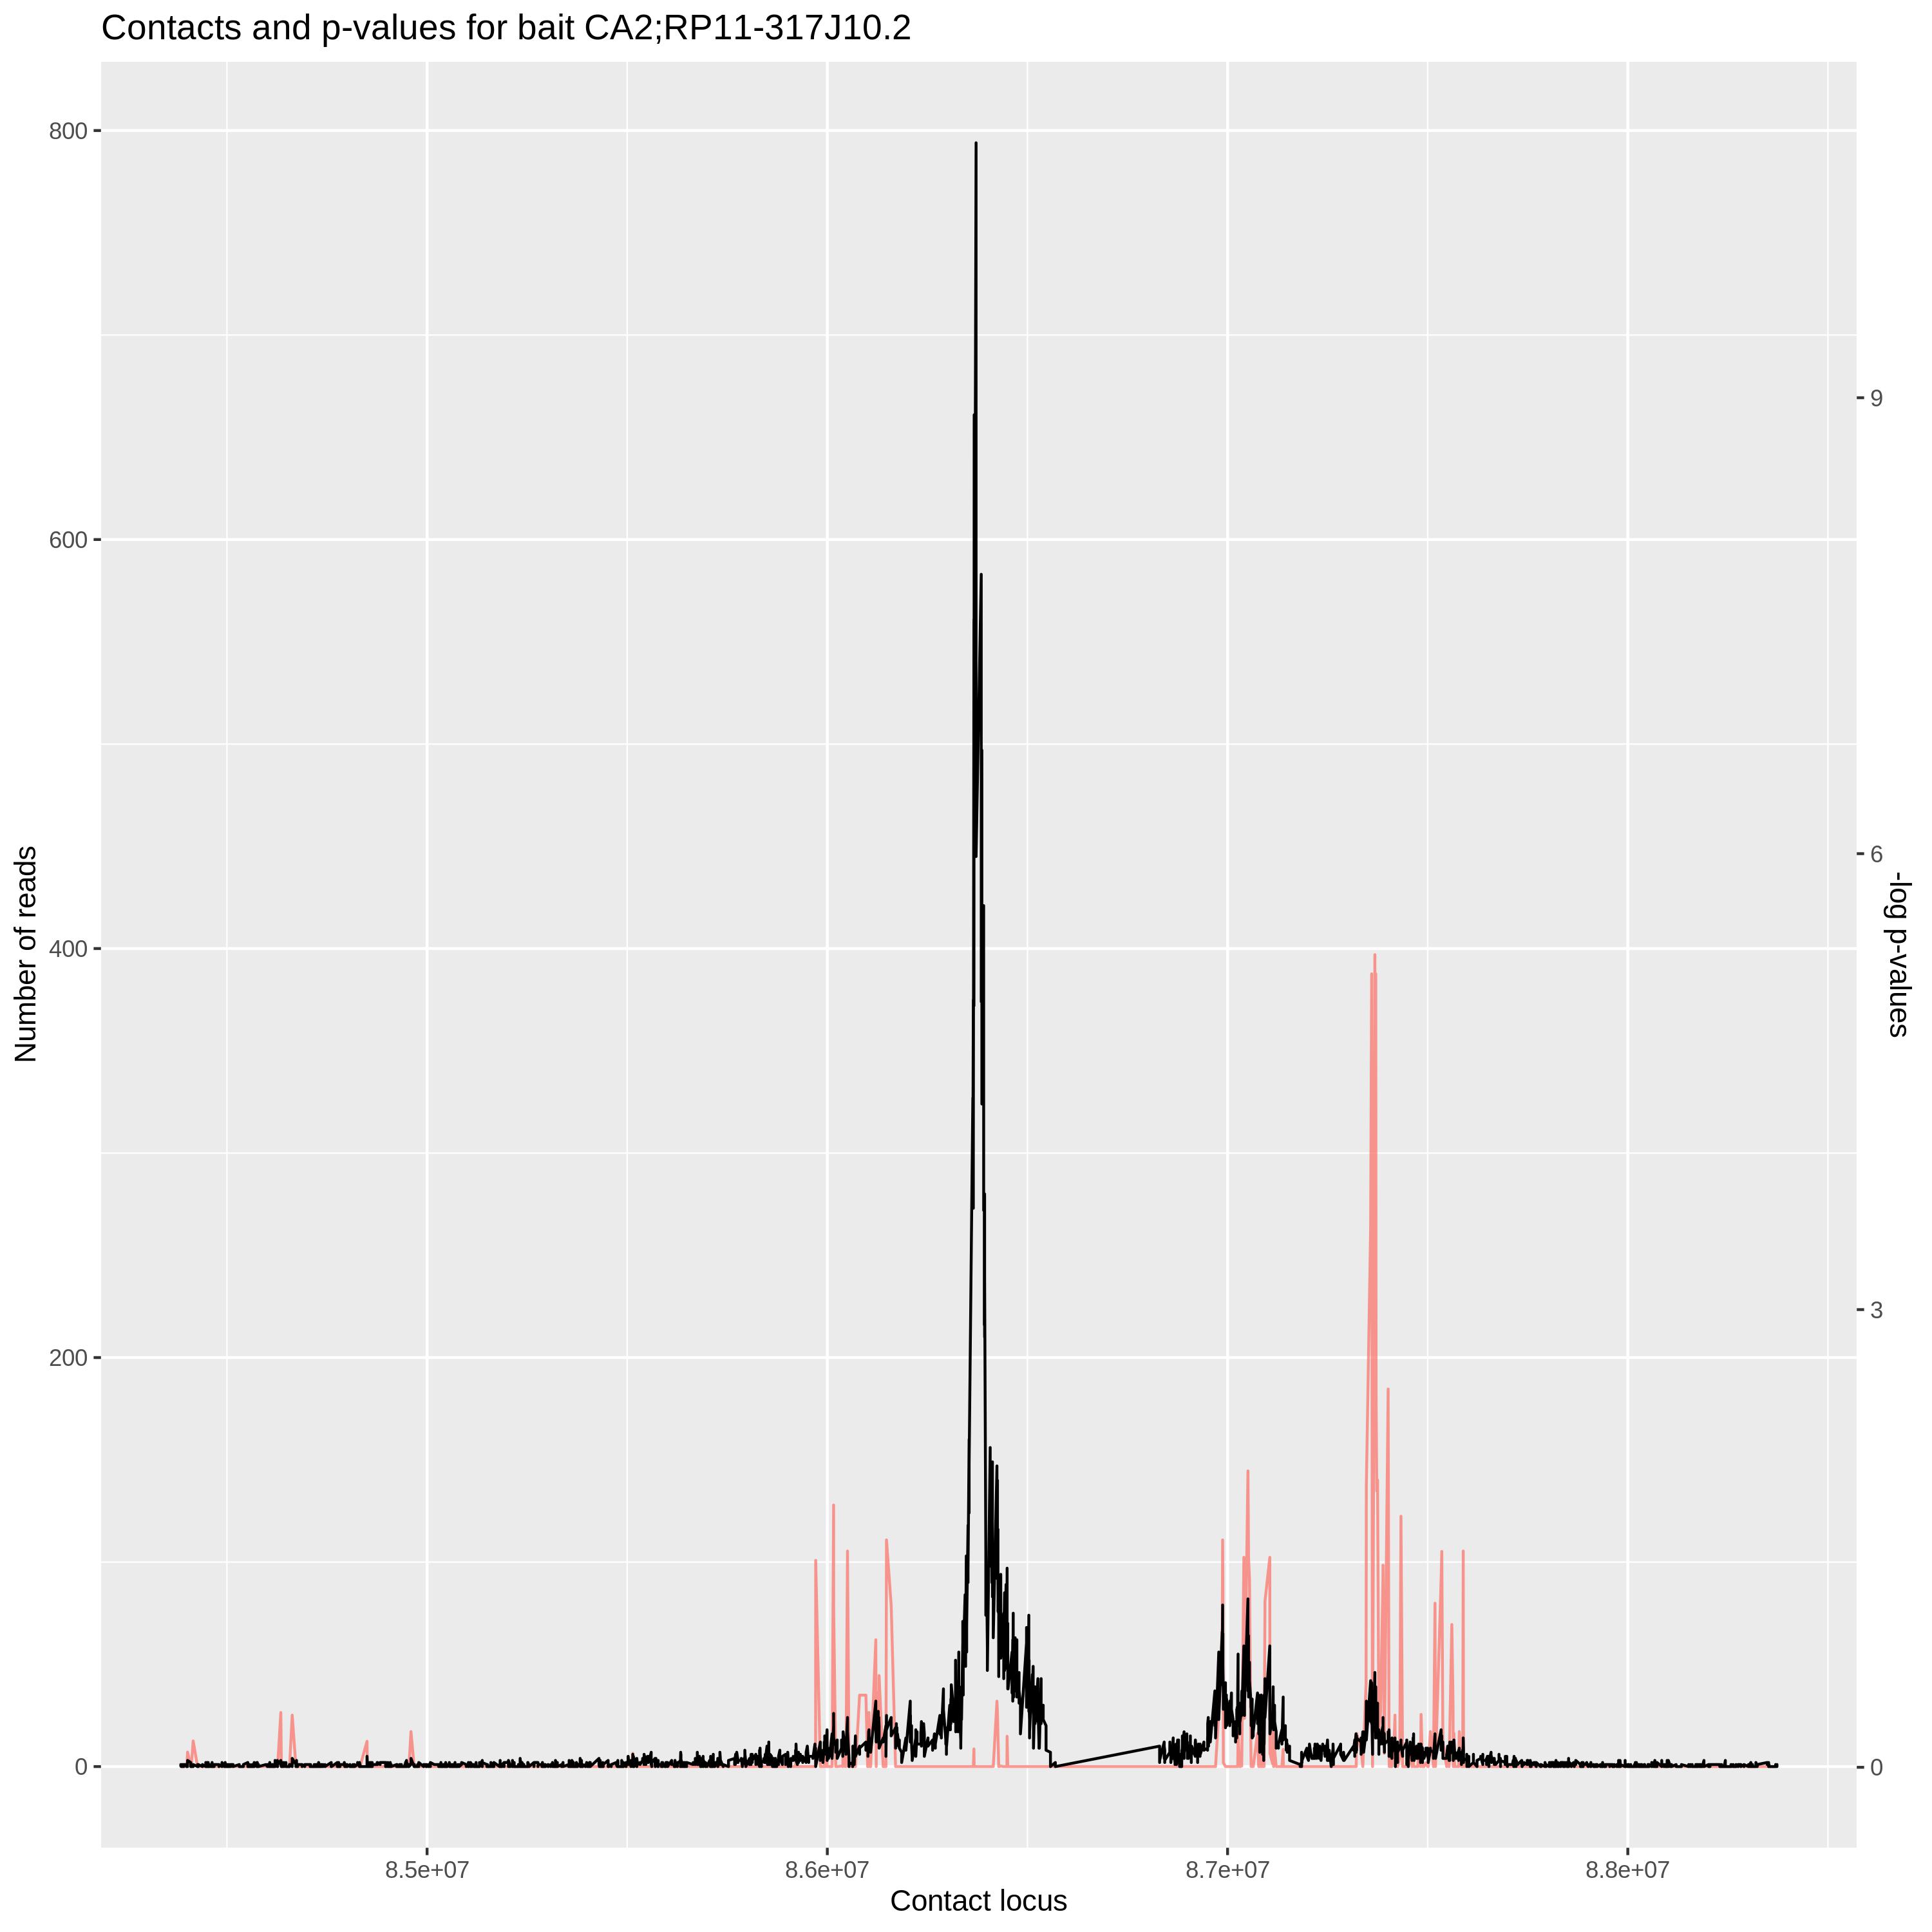 Contacts and p-values for bait CA2;RP11-317J10.2
800
600
400
200
0
Number of reads
9
6
3
0
-log p-values
8.5e+07
8.6e+07
8.7e+07
8.8e+07
Contact locus